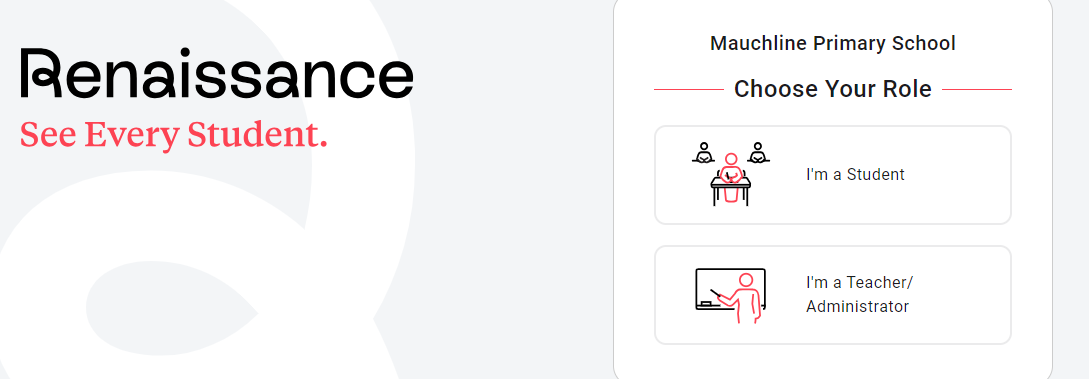 Renaissance
See Every Student.
Mauchline Primary School
Choose Your Role
I'm a Student
I'm a Teacher/
Administrator